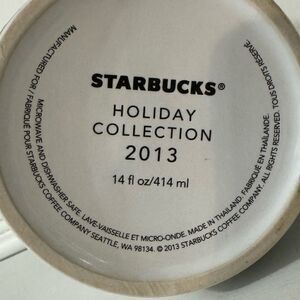 STARBUCKS®
HOLIDAY
COLLECTION
2013
14 fl oz/414 ml
MANUFACTURED FOR / FABRIQUÉ POUR STARBUCKS COFFEE COMPANY SEATTLE, WA 98134. © 2013 STARBUCKS COFFEE COMPANY. ALL RIGHTS RESERVED. TOUS DROITS RÉSERVÉ.
MICROWAVE AND DISHWASHER SAFE. LAVE-VAISSELLE ET MICRO-ONDE. MADE IN THAILAND. FABRIQUÉ EN THAÏLANDE.